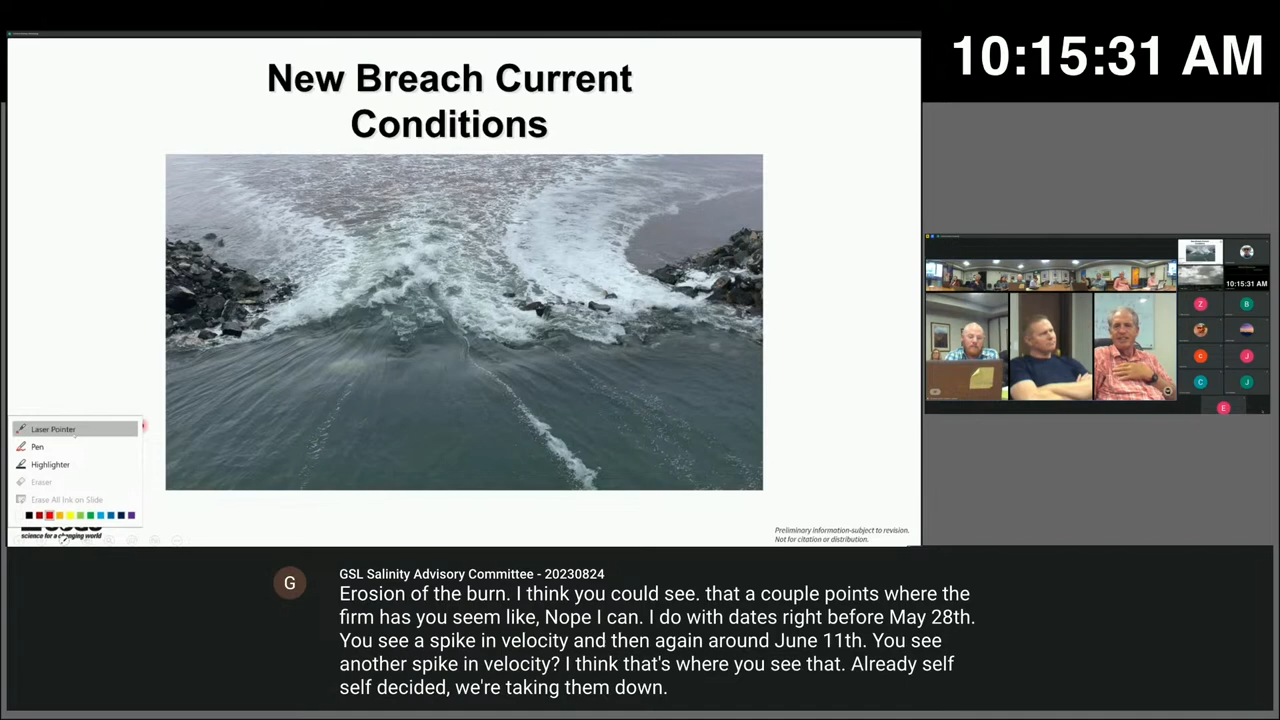 10:15:31 AM
New Breach Current
Conditions
10:15:31 AM
Z
B
C
J
C
J
E
Laser Pointer
Pen
Highlighter
Eraser
Erase All Ink on Slide
science for a changing world
Preliminary information-subject to revision.
Not for citation or distribution.
G
GSL Salinity Advisory Committee - 20230824
Erosion of the burn. I think you could see. that a couple points where the
firm has you seem like, Nope I can. I do with dates right before May 28th.
You see a spike in velocity and then again around June 11th. You see
another spike in velocity? I think that's where you see that. Already self
self decided, we're taking them down.